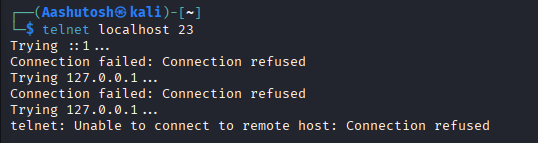 ┌──(Aashutosh㉿kali)-[~]
└─$ telnet localhost 23
Trying ::1...
Connection failed: Connection refused
Trying 127.0.0.1...
Connection failed: Connection refused
Trying 127.0.0.1...
telnet: Unable to connect to remote host: Connection refused